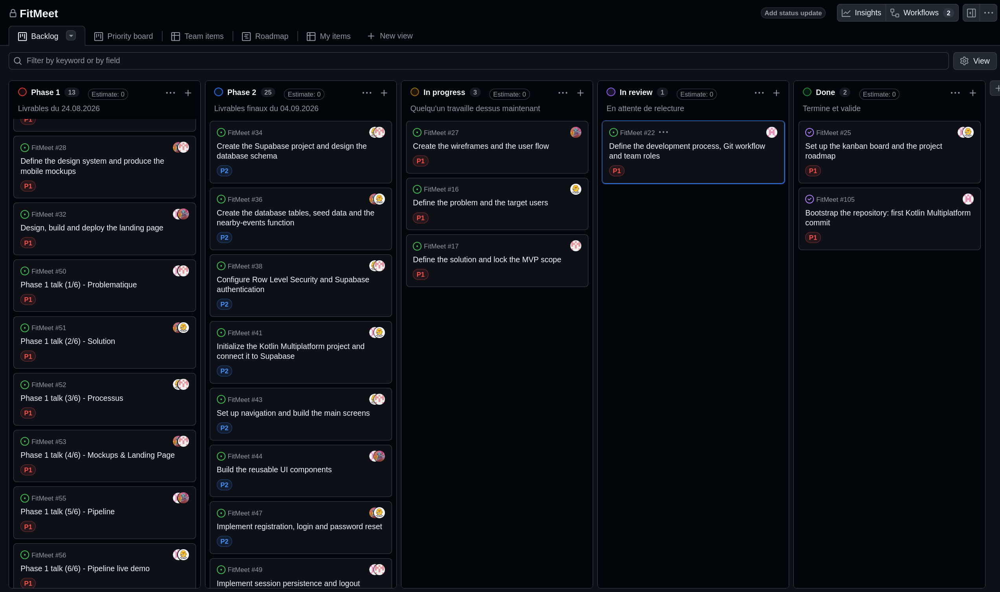 FitMeet
Add status update
Insights
Workflows 2
Backlog
Priority board
Team items
Roadmap
My items
New view
Filter by keyword or by field
View
Phase 1 13 Estimate: 0
Livrables du 24.08.2026
P1
FitMeet #28
Define the design system and produce the
mobile mockups
P1
FitMeet #32
Design, build and deploy the landing page
P1
FitMeet #50
Phase 1 talk (1/6) - Problematique
P1
FitMeet #51
Phase 1 talk (2/6) - Solution
P1
FitMeet #52
Phase 1 talk (3/6) - Processus
P1
FitMeet #53
Phase 1 talk (4/6) - Mockups & Landing Page
P1
FitMeet #55
Phase 1 talk (5/6) - Pipeline
P1
FitMeet #56
Phase 1 talk (6/6) - Pipeline live demo
P1
Phase 2 25 Estimate: 0
Livrables finaux du 04.09.2026
FitMeet #34
Create the Supabase project and design the
database schema
P2
FitMeet #36
Create the database tables, seed data and the
nearby-events function
P2
FitMeet #38
Configure Row Level Security and Supabase
authentication
P2
FitMeet #41
Initialize the Kotlin Multiplatform project and
connect it to Supabase
P2
FitMeet #43
Set up navigation and build the main screens
P2
FitMeet #44
Build the reusable UI components
P2
FitMeet #47
Implement registration, login and password reset
P2
FitMeet #49
Implement session persistence and logout
In progress 3 Estimate: 0
Quelqu'un travaille dessus maintenant
FitMeet #27
Create the wireframes and the user flow
P1
FitMeet #16
Define the problem and the target users
P1
FitMeet #17
Define the solution and lock the MVP scope
P1
In review 1 Estimate: 0
En attente de relecture
FitMeet #22
Define the development process, Git workflow
and team roles
P1
Done 2 Estimate: 0
Termine et valide
FitMeet #25
Set up the kanban board and the project
roadmap
P1
FitMeet #105
Bootstrap the repository: first Kotlin Multiplatform
commit
P1